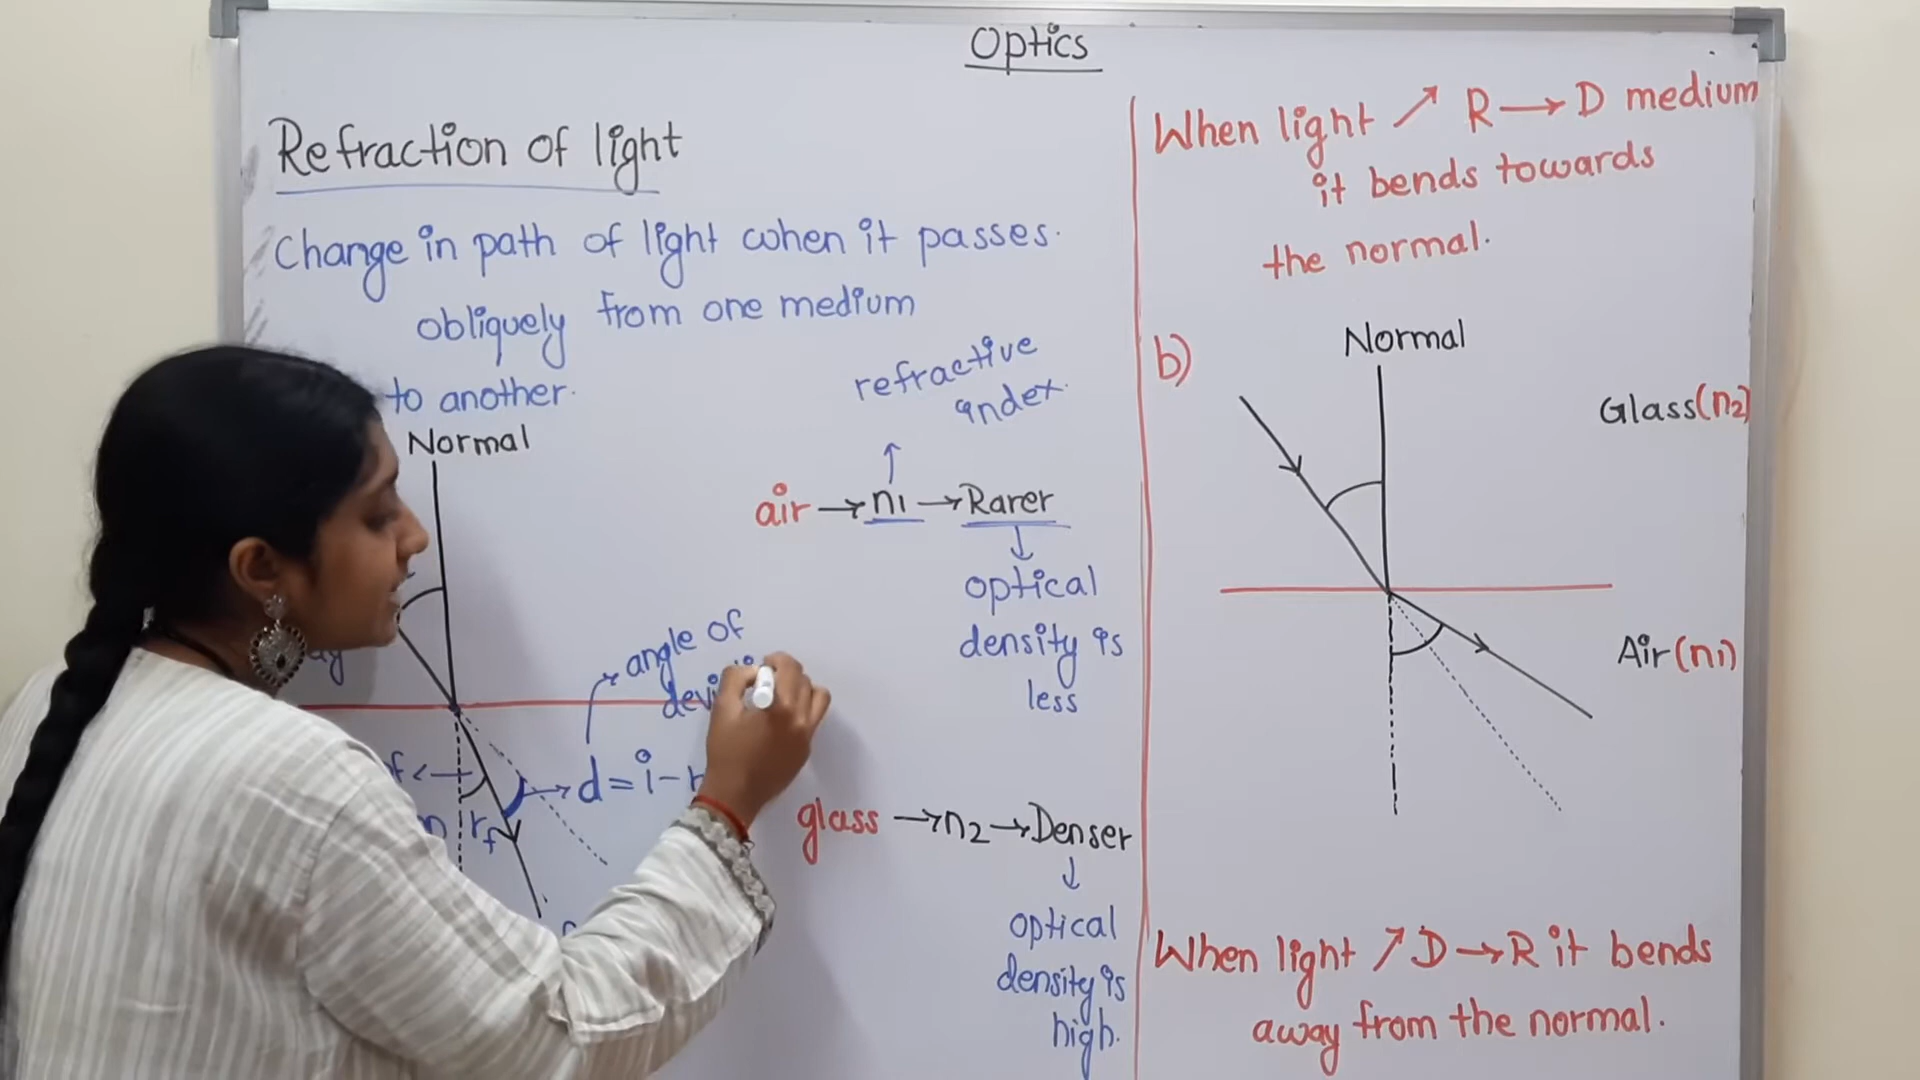 Optics
Refraction of light
Change in path of light when it passes.
obliquely from one medium
to another.
Normal
refractive
index.
air → n1 → Rarer
optical
density is
less
angle of
d = i - r
r
glass → n2 → Denser
optical
density is
high.
When light ↗ R → D medium
it bends towards
the normal.
b)
Normal
Glass(n2)
Air(n1)
When light ↗ D → R it bends
away from the normal.